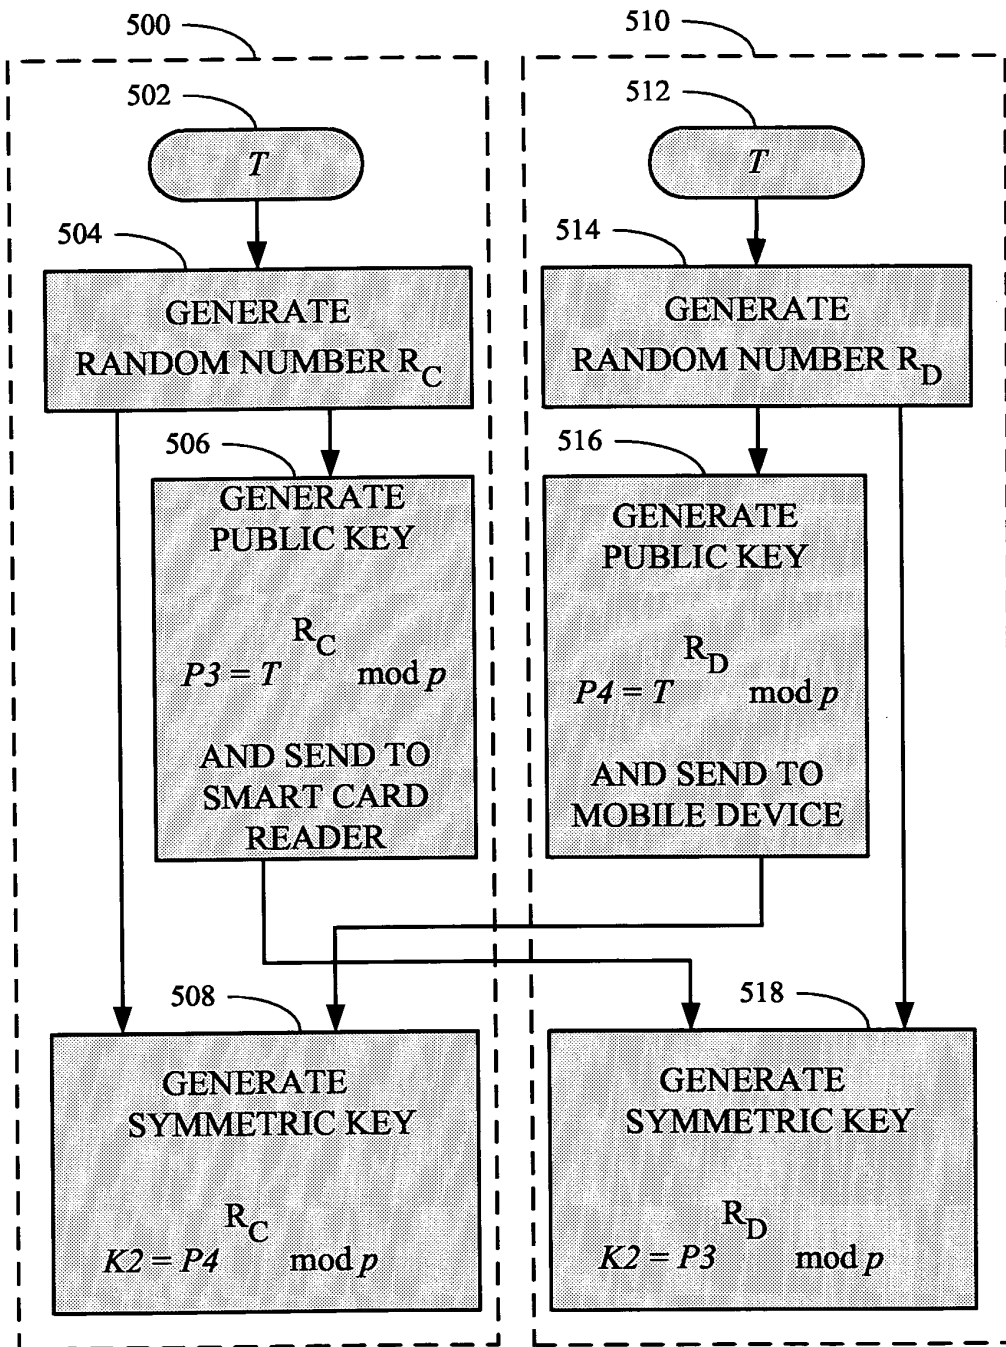 500
502
T
504
GENERATE
RANDOM NUMBER R_C
506
GENERATE
PUBLIC KEY
R_C
P3 = T mod p
AND SEND TO
SMART CARD
READER
508
GENERATE
SYMMETRIC KEY
R_C
K2 = P4 mod p
510
512
T
514
GENERATE
RANDOM NUMBER R_D
516
GENERATE
PUBLIC KEY
R_D
P4 = T mod p
AND SEND TO
MOBILE DEVICE
518
GENERATE
SYMMETRIC KEY
R_D
K2 = P3 mod p